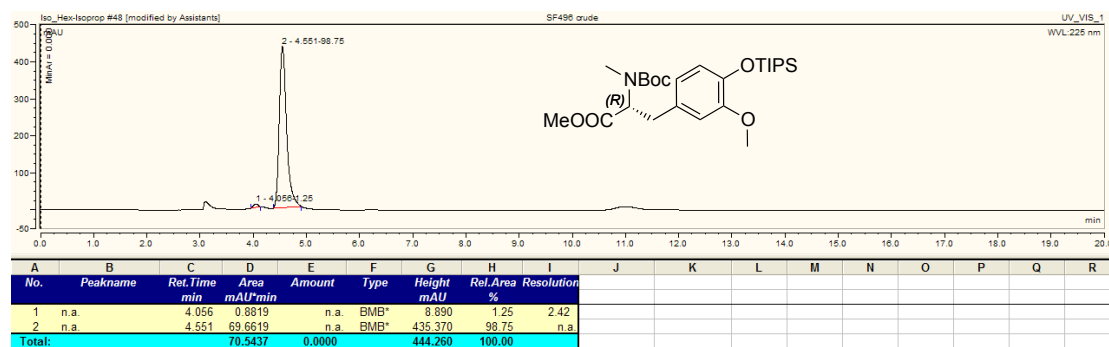 Iso_Hex-Isoprop #48 [modified by Assistants] SF496 crude UV_VIS_1
500 mAU WVL:225 nm
MinAr = 0.000
2 - 4.551-98.75
400
OTIPS
N NBoc
(R)
MeOOC O
300
200
100
1 - 4.056-1.25
min
-50
0.0 1.0 2.0 3.0 4.0 5.0 6.0 7.0 8.0 9.0 10.0 11.0 12.0 13.0 14.0 15.0 16.0 17.0 18.0 19.0 20.0
A B C D E F G H I J K L M N O P Q R
No. Peakname Ret.Time Area Amount Type Height Rel.Area Resolution
min mAU*min mAU %
1 n.a. 4.056 0.8819 n.a. BMB* 8.890 1.25 2.42
2 n.a. 4.551 69.6619 n.a. BMB* 435.370 98.75 n.a.
Total: 70.5437 0.0000 444.260 100.00